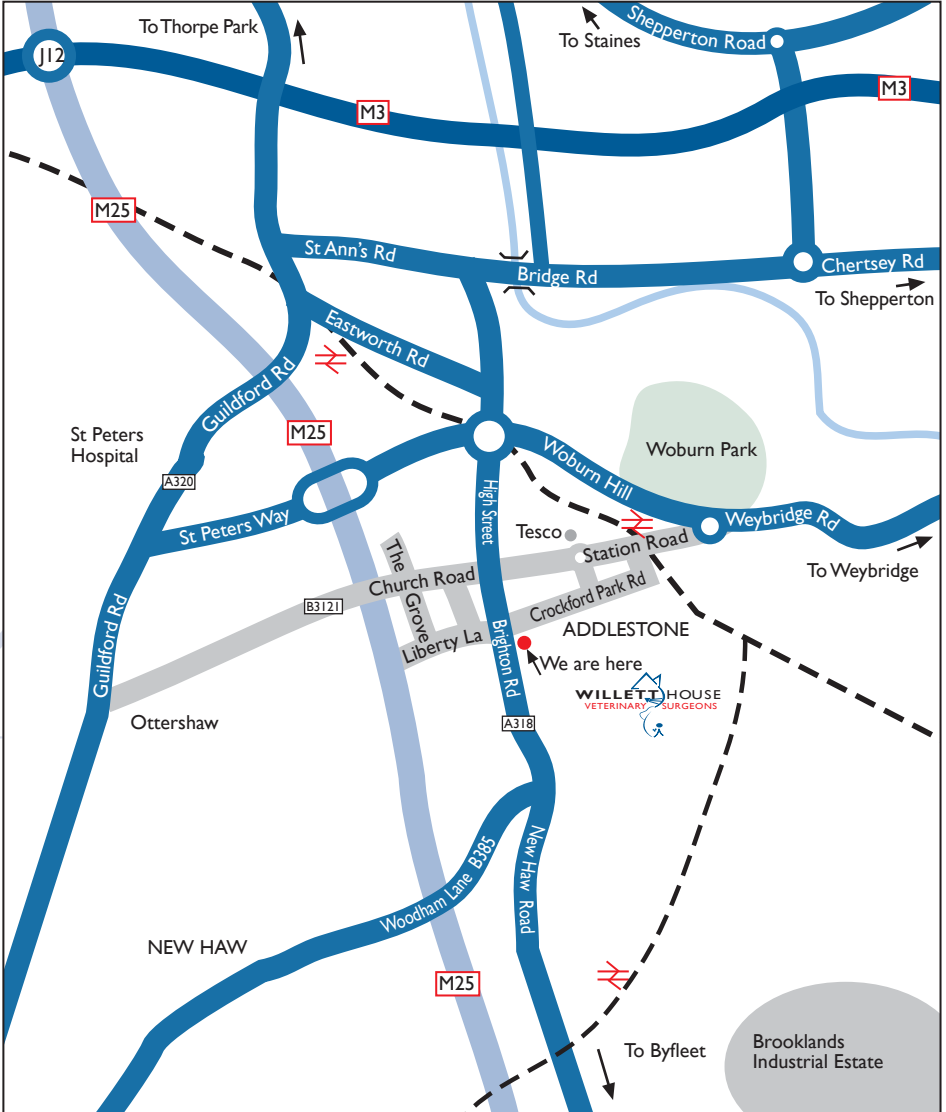 To Thorpe Park
Shepperton Road
To Staines
J12
M3
M3
M25
St Ann's Rd
Bridge Rd
Chertsey Rd
To Shepperton
Eastworth Rd
Guildford Rd
M25
St Peters
Hospital
Woburn Park
Woburn Hill
A320
High Street
St Peters Way
Weybridge Rd
Tesco
Station Road
To Weybridge
The Grove
Church Road
Crockford Park Rd
B3121
Guildford Rd
Liberty La
Brighton Rd
ADDLESTONE
We are here
WILLETT HOUSE
VETERINARY SURGEONS
Ottershaw
A318
New Haw Road
Woodham Lane B385
NEW HAW
M25
To Byfleet
Brooklands
Industrial Estate